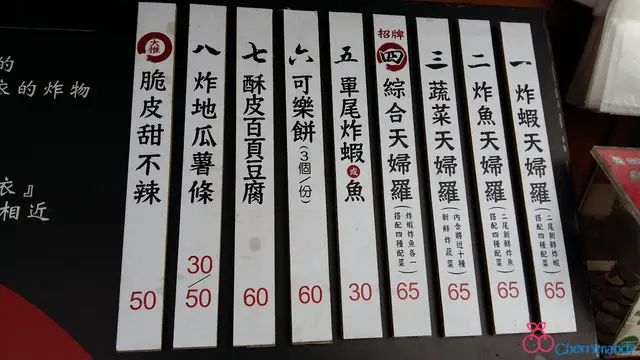 一 炸蝦天婦羅
(二尾新鮮炸蝦
搭配四種配菜)
65
二 炸魚天婦羅
(二尾新鮮炸魚
搭配四種配菜)
65
三 蔬菜天婦羅
(內含將近十種
新鮮炸蔬菜)
65
招牌
四 綜合天婦羅
(炸蝦炸魚各一
搭配四種配菜)
65
五 單尾炸蝦或魚
30
六 可樂餅(3個/份)
60
七 酥皮百頁豆腐
60
八 炸地瓜薯條
30/50
大推
脆皮甜不辣
50
的
衣的炸物
衣』
相近